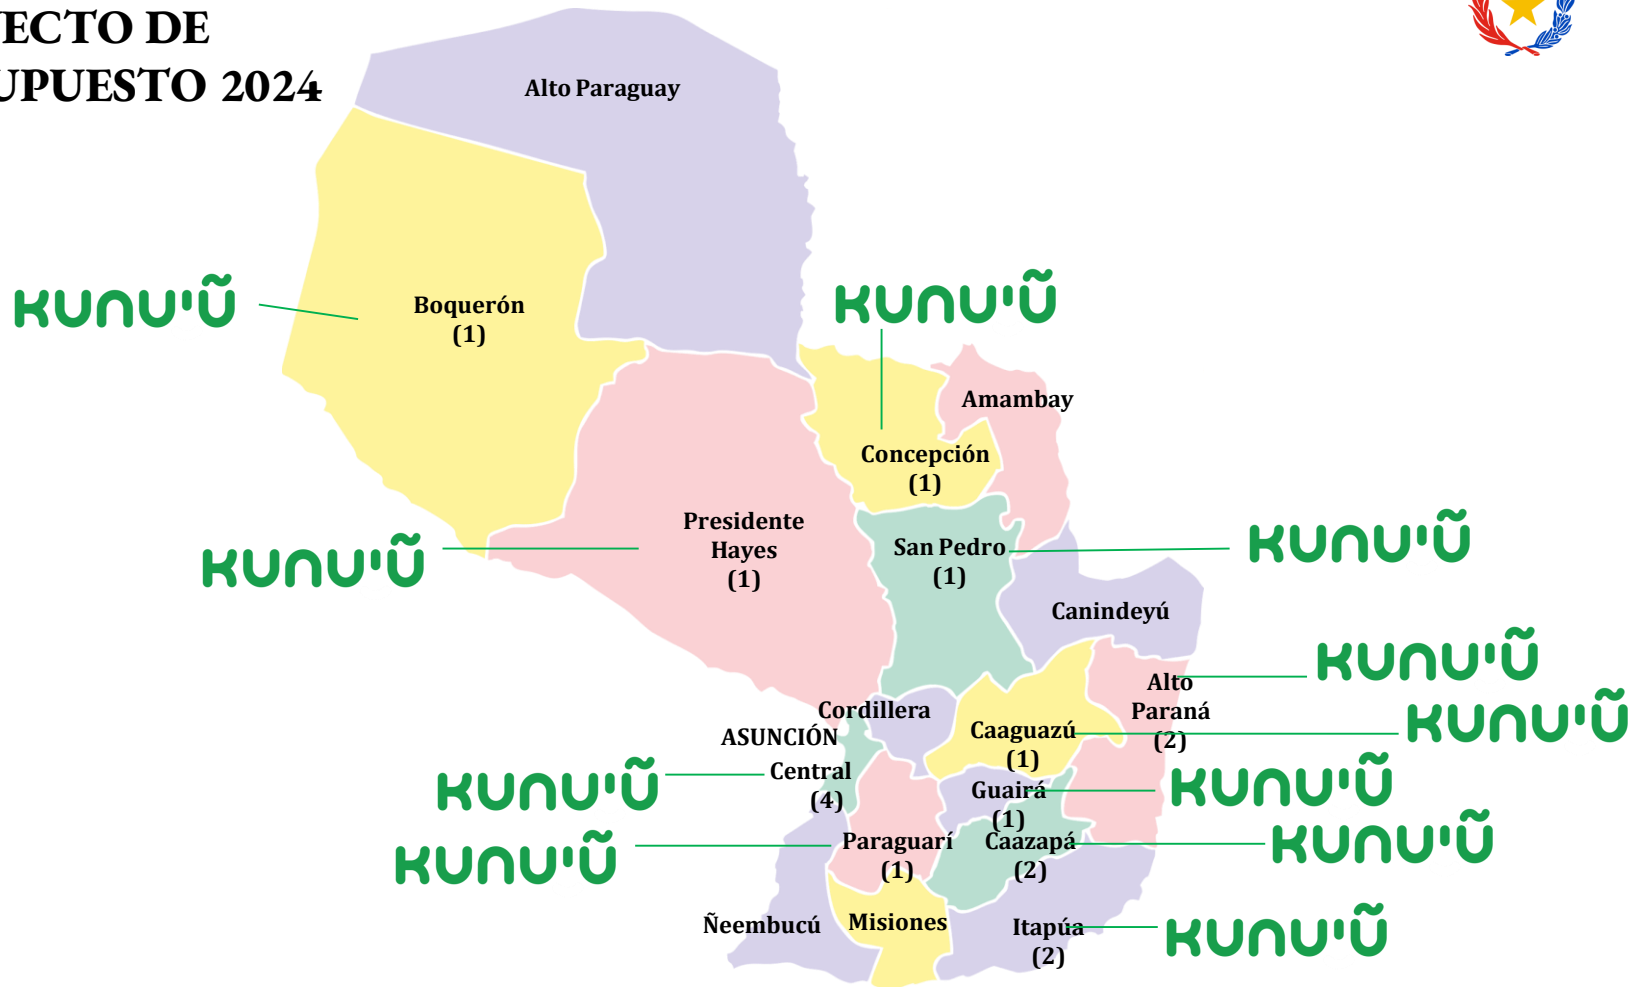 YECTO DE
UPUESTO 2024
Alto Paraguay
KUNU'Ũ
Boquerón
(1)
KUNU'Ũ
Amambay
Concepción
(1)
KUNU'Ũ
Presidente
Hayes
(1)
San Pedro
(1)
KUNU'Ũ
Canindeyú
KUNU'Ũ
Alto
Paraná
(2)
Cordillera
ASUNCIÓN
Caaguazú
(1)
KUNU'Ũ
KUNU'Ũ
Central
(4)
Guairá
(1)
KUNU'Ũ
KUNU'Ũ
Paraguarí
(1)
Caazapá
(2)
KUNU'Ũ
Ñeembucú
Misiones
Itapúa
(2)
KUNU'Ũ